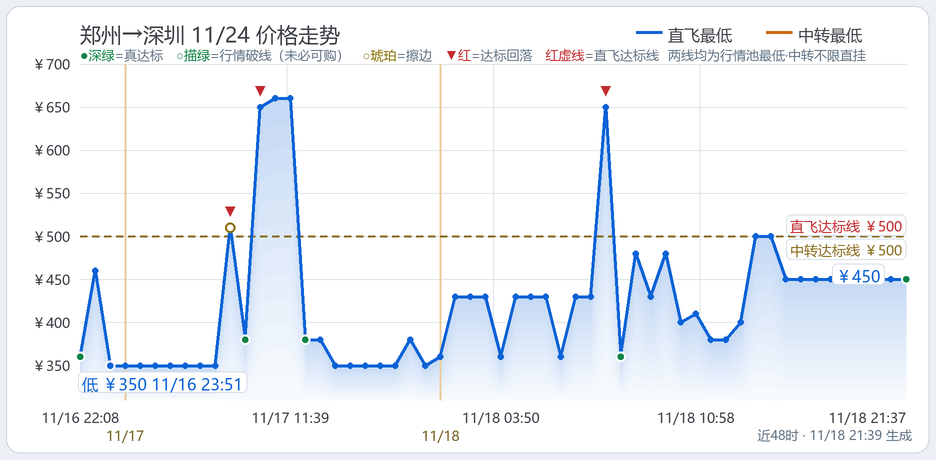 郑州→深圳 11/24 价格走势
直飞最低 中转最低
●深绿=真达标 ○描绿=行情破线（未必可购） ○琥珀=擦边 ▼红=达标回落 红虚线=直飞达标线 两线均为行情池最低·中转不限直挂
¥700
¥650
¥600
¥550
¥500
¥450
¥400
¥350
直飞达标线 ¥500
中转达标线 ¥500
¥450
低 ¥350 11/16 23:51
11/16 22:08 11/17 11:39 11/18 03:50 11/18 10:58 11/18 21:37
11/17 11/18
近48时 · 11/18 21:39 生成